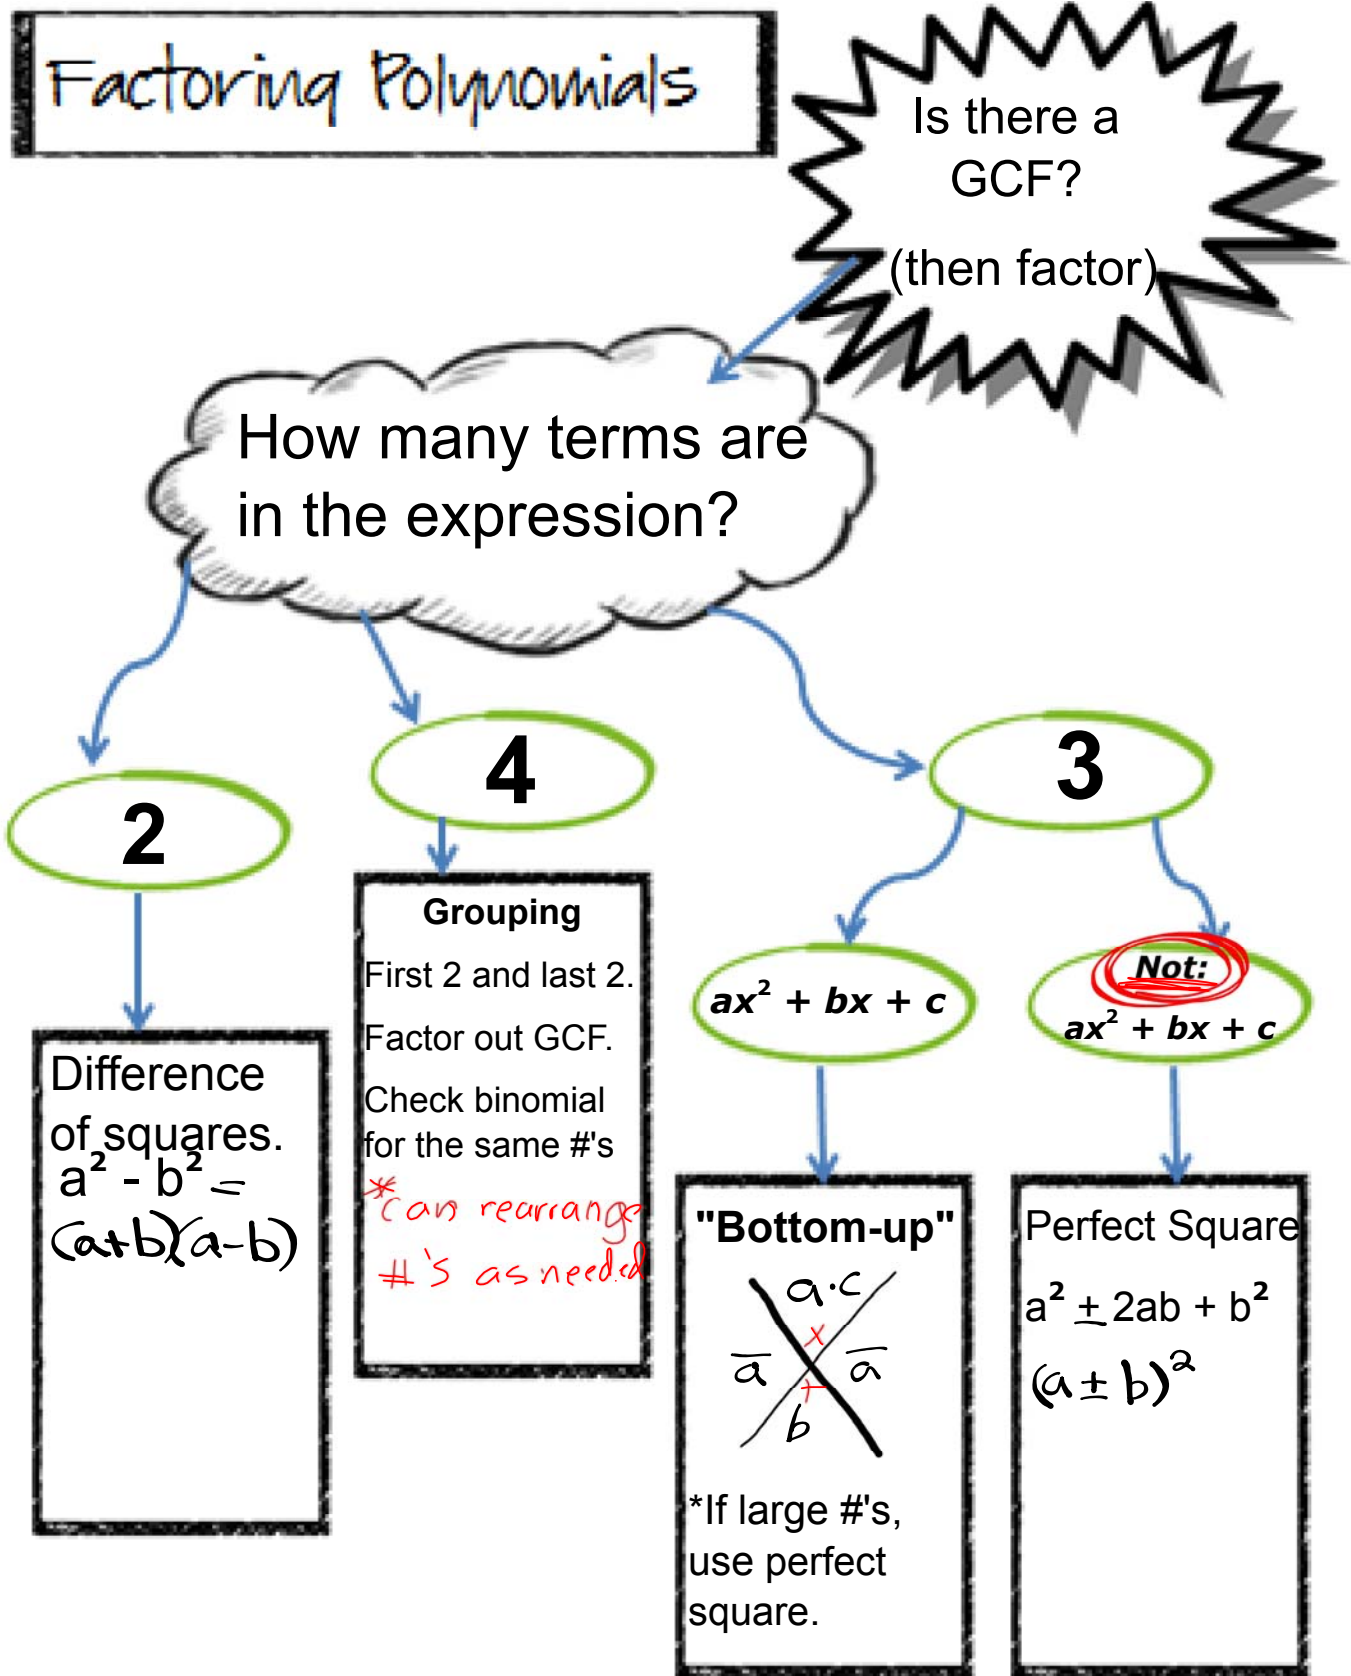 Factoring Polynomials
Is there a
GCF?
(then factor)
How many terms are
in the expression?
2
4
3
Difference
of squares.
a² - b² =
(a+b)(a-b)
Grouping
First 2 and last 2.
Factor out GCF.
Check binomial
for the same #'s
*can rearrange
#'s as needed
ax² + bx + c
"Bottom-up"
a·c
x
a a
+
b
*If large #'s,
use perfect
square.
Not:
ax² + bx + c
Perfect Square
a² ± 2ab + b²
(a ± b)²